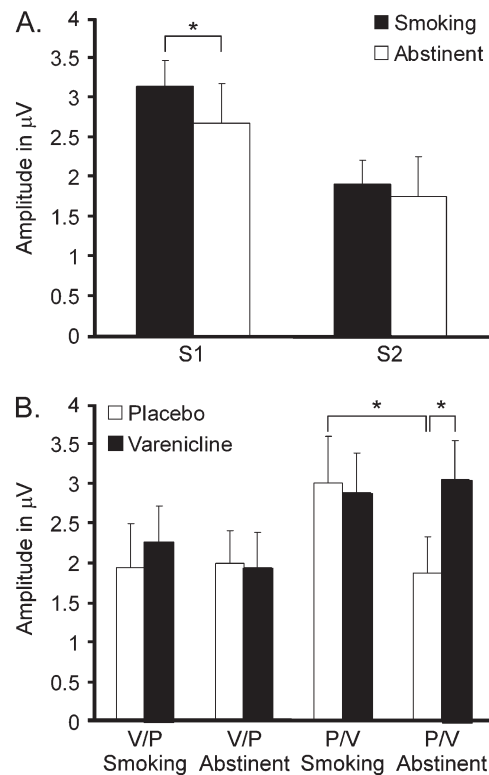 A.
4
3.5
3
2.5
2
1.5
1
0.5
0
Amplitude in μV
Smoking
Abstinent
*
S1
S2
B.
4
3.5
3
2.5
2
1.5
1
0.5
0
Amplitude in μV
Placebo
Varenicline
*
*
V/P
Smoking
V/P
Abstinent
P/V
Smoking
P/V
Abstinent